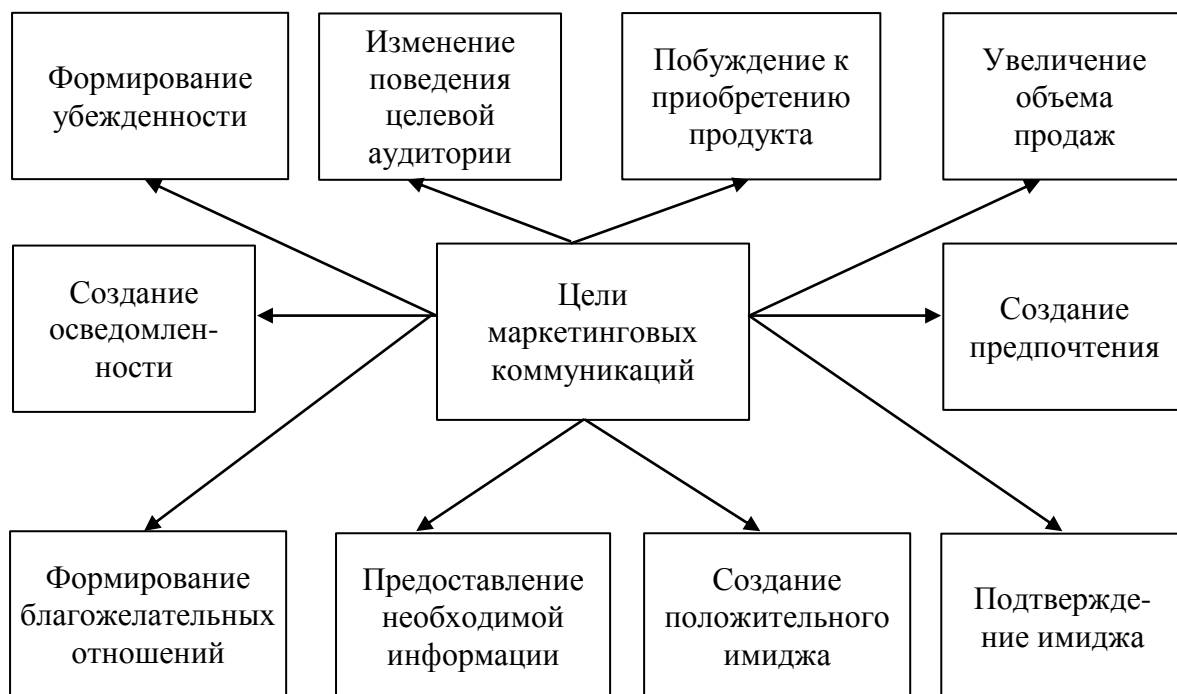 Формирование
убежденности
Изменение
поведения
целевой
аудитории
Побуждение к
приобретению
продукта
Увеличение
объема
продаж
Создание
осведомлен-
ности
Цели
маркетинговых
коммуникаций
Создание
предпочтения
Формирование
благожелательных
отношений
Предоставление
необходимой
информации
Создание
положительного
имиджа
Подтвержде-
ние имиджа